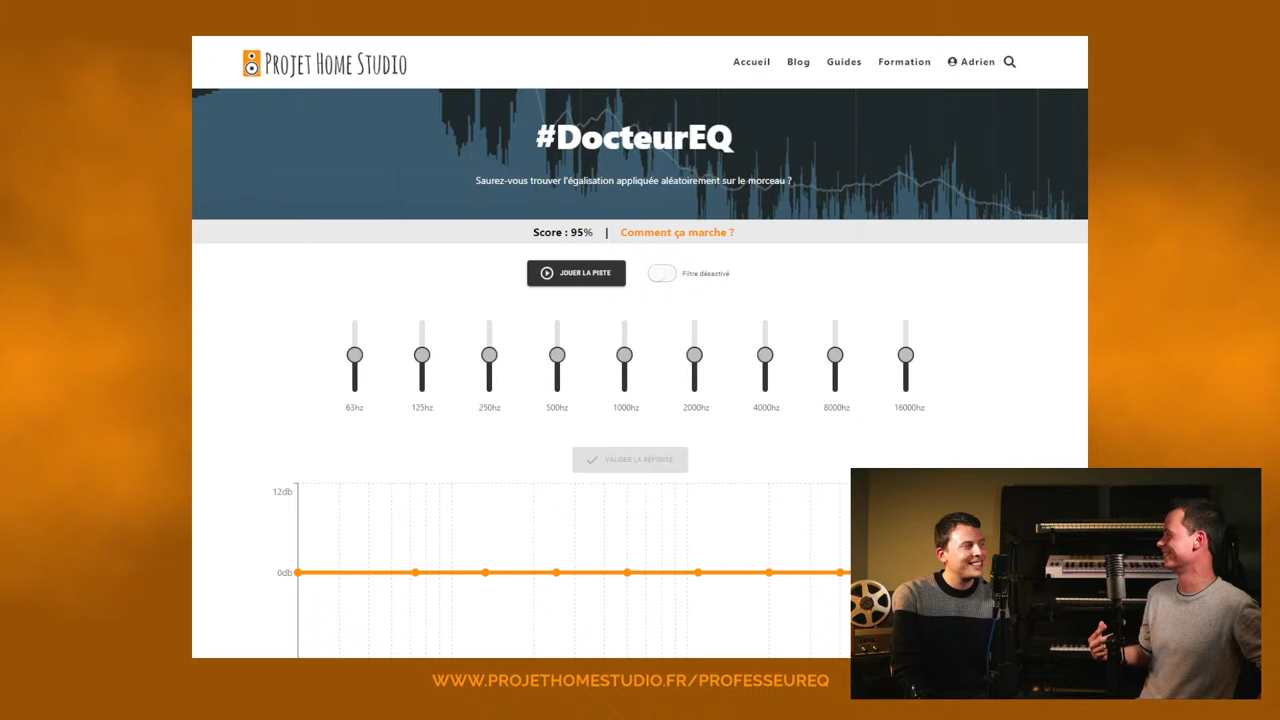 PROJET HOME STUDIO
Accueil Blog Guides Formation Adrien
#DocteurEQ
Saurez-vous trouver l'égalisation appliquée aléatoirement sur le morceau ?
Score : 95% | Comment ça marche ?
JOUER LA PISTE Filtre désactivé
63hz 125hz 250hz 500hz 1000hz 2000hz 4000hz 8000hz 16000hz
VALIDER LA RÉPONSE
12db
0db
WWW.PROJETHOMESTUDIO.FR/PROFESSEUREQ